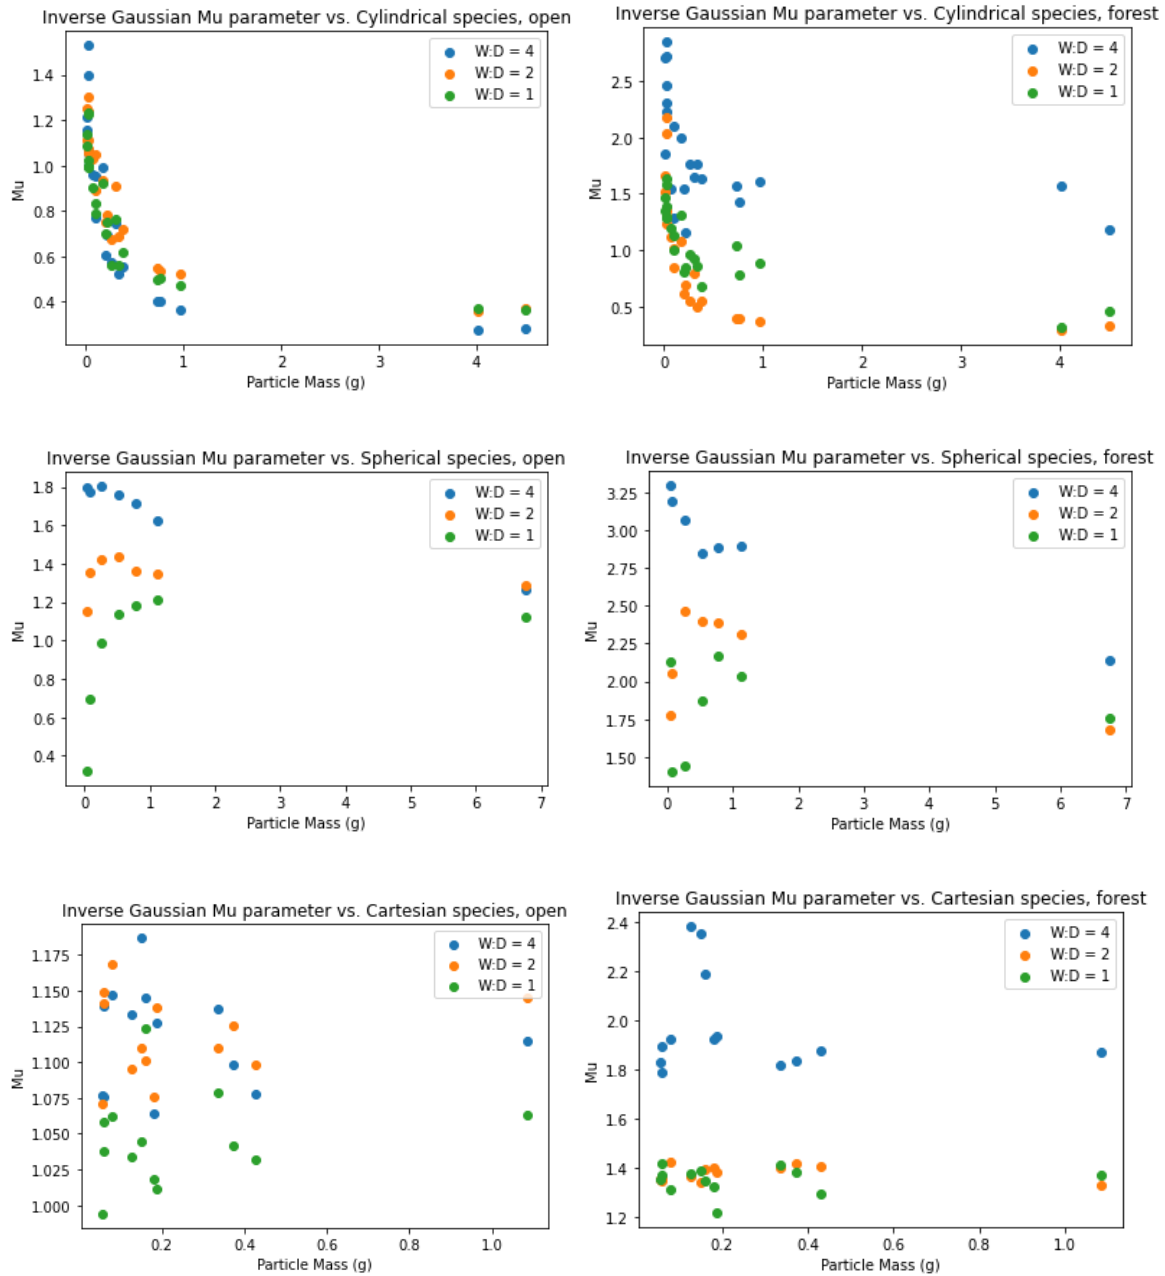 Inverse Gaussian Mu parameter vs. Cylindrical species, open
1.4
1.2
1.0
0.8
0.6
0.4
Mu
W:D = 4
W:D = 2
W:D = 1
0 1 2 3 4
Particle Mass (g)
Inverse Gaussian Mu parameter vs. Cylindrical species, forest
2.5
2.0
1.5
1.0
0.5
Mu
W:D = 4
W:D = 2
W:D = 1
0 1 2 3 4
Particle Mass (g)
Inverse Gaussian Mu parameter vs. Spherical species, open
1.8
1.6
1.4
1.2
1.0
0.8
0.6
0.4
Mu
W:D = 4
W:D = 2
W:D = 1
0 1 2 3 4 5 6 7
Particle Mass (g)
Inverse Gaussian Mu parameter vs. Spherical species, forest
3.25
3.00
2.75
2.50
2.25
2.00
1.75
1.50
Mu
W:D = 4
W:D = 2
W:D = 1
0 1 2 3 4 5 6 7
Particle Mass (g)
Inverse Gaussian Mu parameter vs. Cartesian species, open
1.175
1.150
1.125
1.100
1.075
1.050
1.025
1.000
Mu
W:D = 4
W:D = 2
W:D = 1
0.2 0.4 0.6 0.8 1.0
Particle Mass (g)
Inverse Gaussian Mu parameter vs. Cartesian species, forest
2.4
2.2
2.0
1.8
1.6
1.4
1.2
Mu
W:D = 4
W:D = 2
W:D = 1
0.2 0.4 0.6 0.8 1.0
Particle Mass (g)